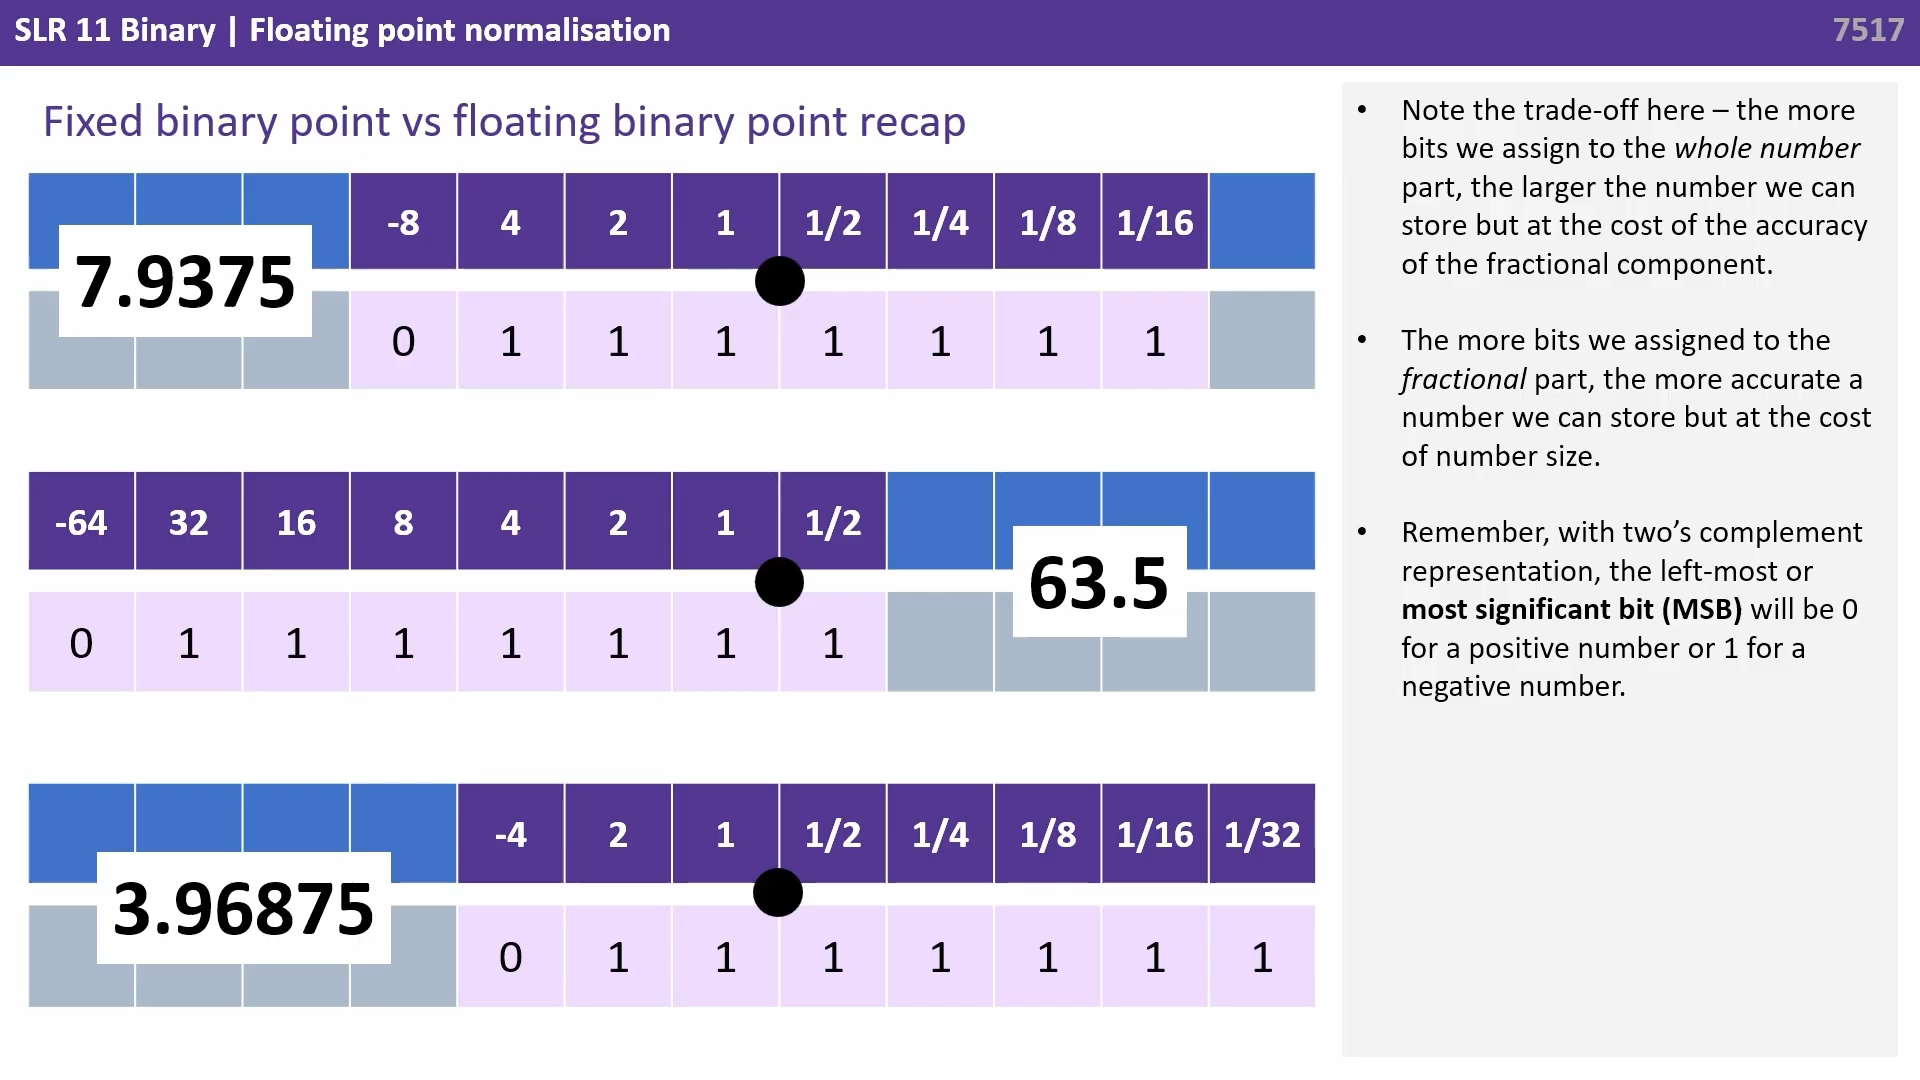 SLR 11 Binary | Floating point normalisation
7517
Fixed binary point vs floating binary point recap
-8 4 2 1 1/2 1/4 1/8 1/16
7.9375
0 1 1 1 1 1 1 1
-64 32 16 8 4 2 1 1/2
63.5
0 1 1 1 1 1 1 1
-4 2 1 1/2 1/4 1/8 1/16 1/32
3.96875
0 1 1 1 1 1 1 1
• Note the trade-off here – the more
bits we assign to the whole number
part, the larger the number we can
store but at the cost of the accuracy
of the fractional component.
• The more bits we assigned to the
fractional part, the more accurate a
number we can store but at the cost
of number size.
• Remember, with two’s complement
representation, the left-most or
most significant bit (MSB) will be 0
for a positive number or 1 for a
negative number.